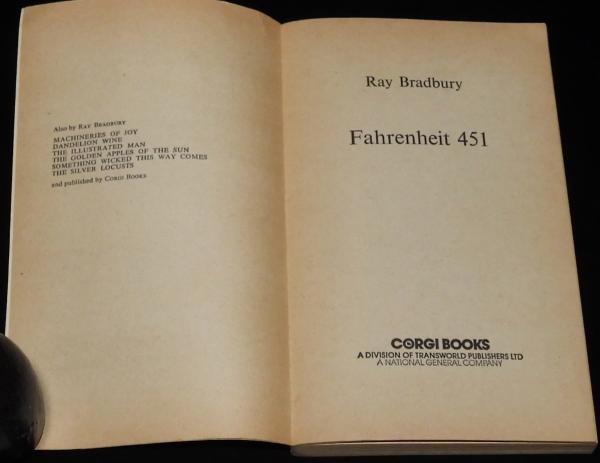 Also by RAY BRADBURY
MACHINERIES OF JOY
DANDELION WINE
THE ILLUSTRATED MAN
THE GOLDEN APPLES OF THE SUN
SOMETHING WICKED THIS WAY COMES
THE SILVER LOCUSTS
and published by CORGI BOOKS
Ray Bradbury
Fahrenheit 451
CORGI BOOKS
A DIVISION OF TRANSWORLD PUBLISHERS LTD
A NATIONAL GENERAL COMPANY